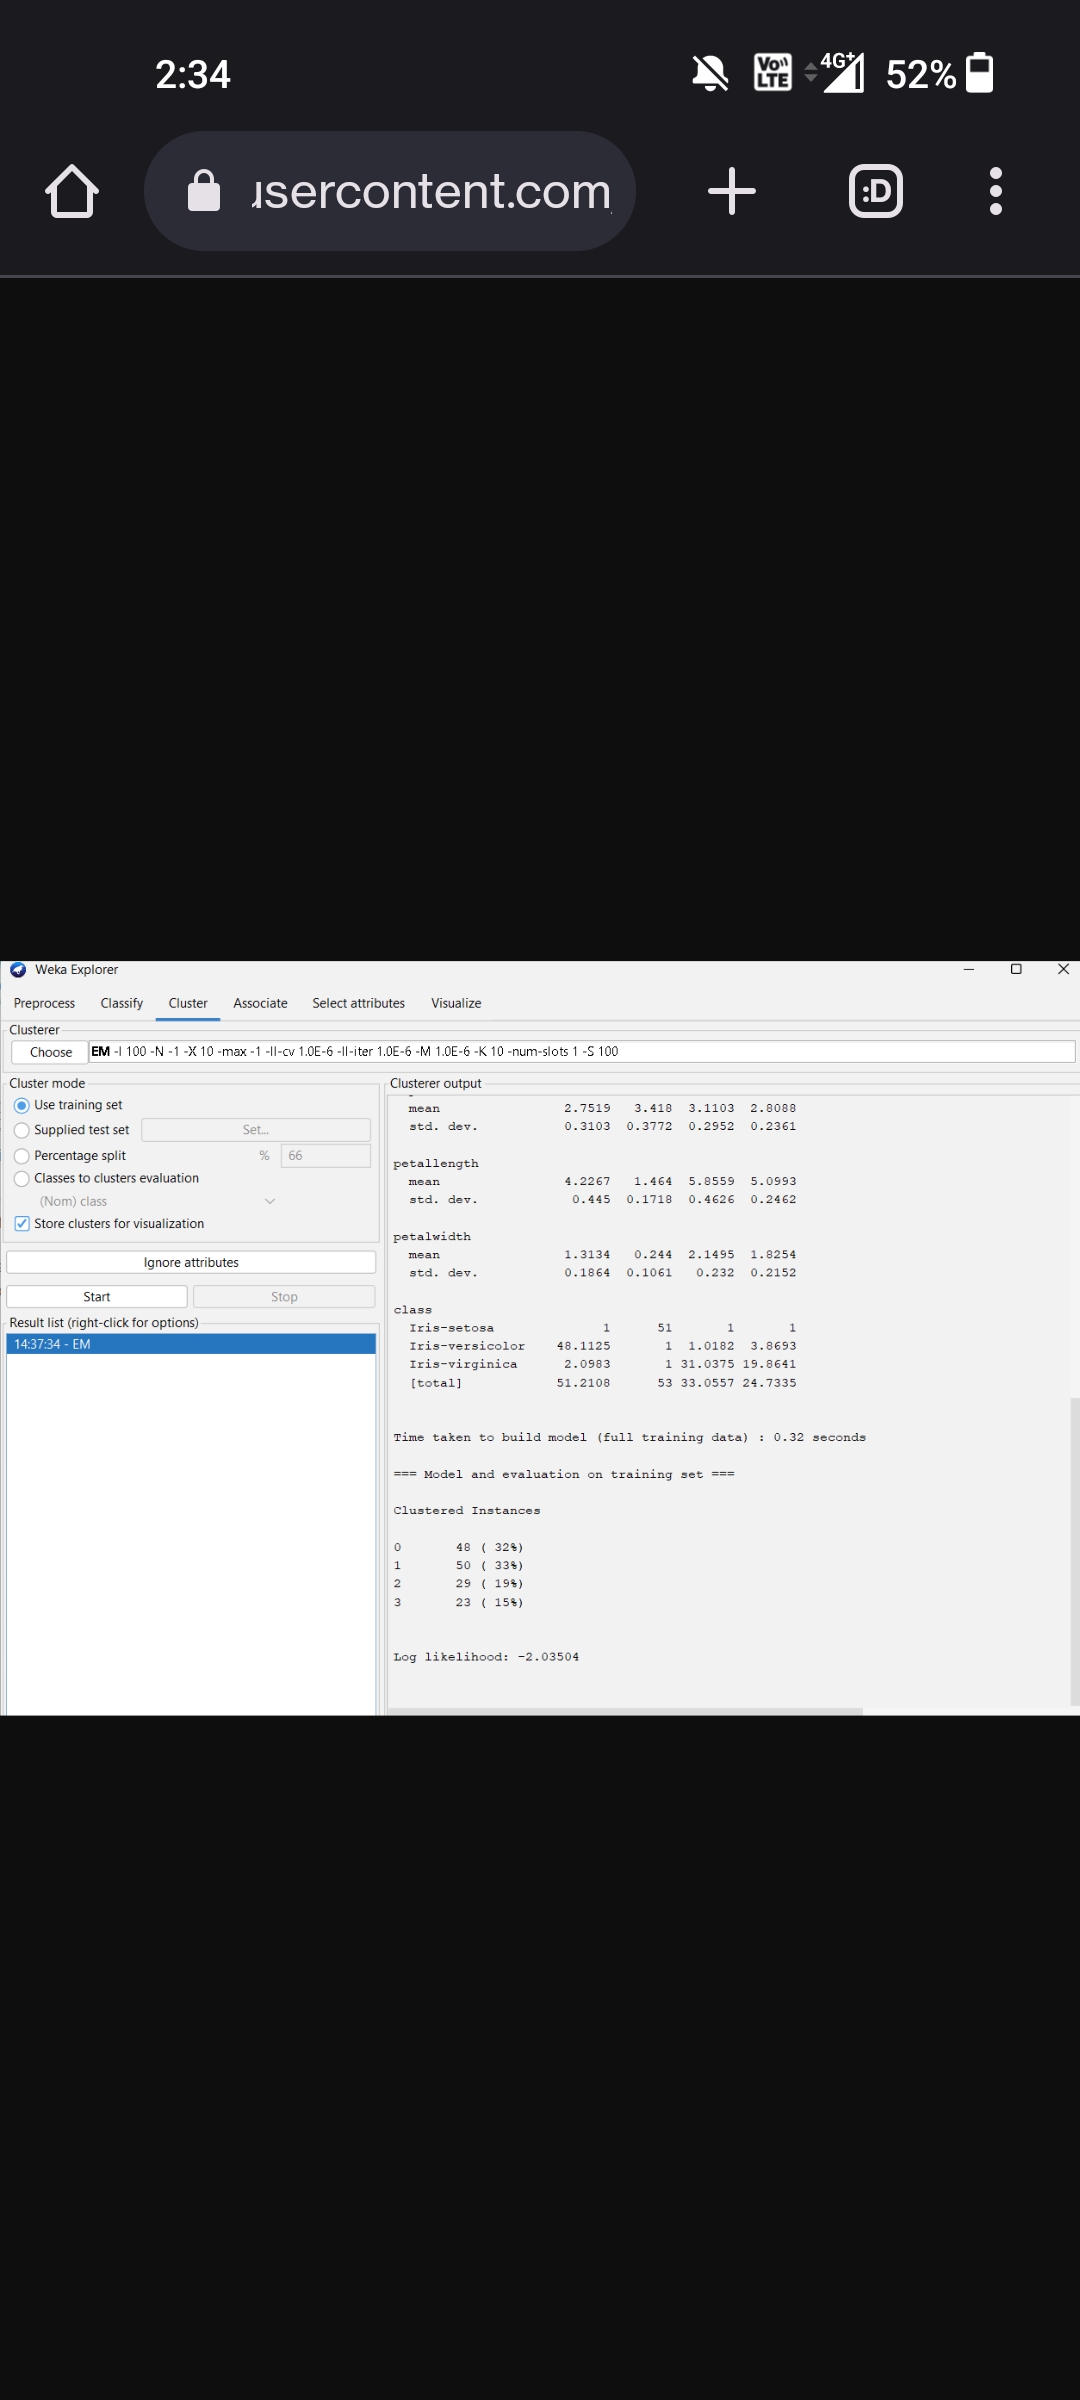 2:34
Vo)) LTE
4G+
52%
usercontent.com
:D
Weka Explorer
Preprocess Classify Cluster Associate Select attributes Visualize
Clusterer
Choose EM -I 100 -N -1 -X 10 -max -1 -ll-cv 1.0E-6 -ll-iter 1.0E-6 -M 1.0E-6 -K 10 -num-slots 1 -S 100
Cluster mode
Use training set
Supplied test set Set...
Percentage split % 66
Classes to clusters evaluation
(Nom) class
Store clusters for visualization
Ignore attributes
Start Stop
Result list (right-click for options)
14:37:34 - EM
Clusterer output
mean 2.7519 3.418 3.1103 2.8088
std. dev. 0.3103 0.3772 0.2952 0.2361
petallength
mean 4.2267 1.464 5.8559 5.0993
std. dev. 0.445 0.1718 0.4626 0.2462
petalwidth
mean 1.3134 0.244 2.1495 1.8254
std. dev. 0.1864 0.1061 0.232 0.2152
class
Iris-setosa 1 51 1 1
Iris-versicolor 48.1125 1 1.0182 3.8693
Iris-virginica 2.0983 1 31.0375 19.8641
[total] 51.2108 53 33.0557 24.7335
Time taken to build model (full training data) : 0.32 seconds
=== Model and evaluation on training set ===
Clustered Instances
0 48 ( 32%)
1 50 ( 33%)
2 29 ( 19%)
3 23 ( 15%)
Log likelihood: -2.03504